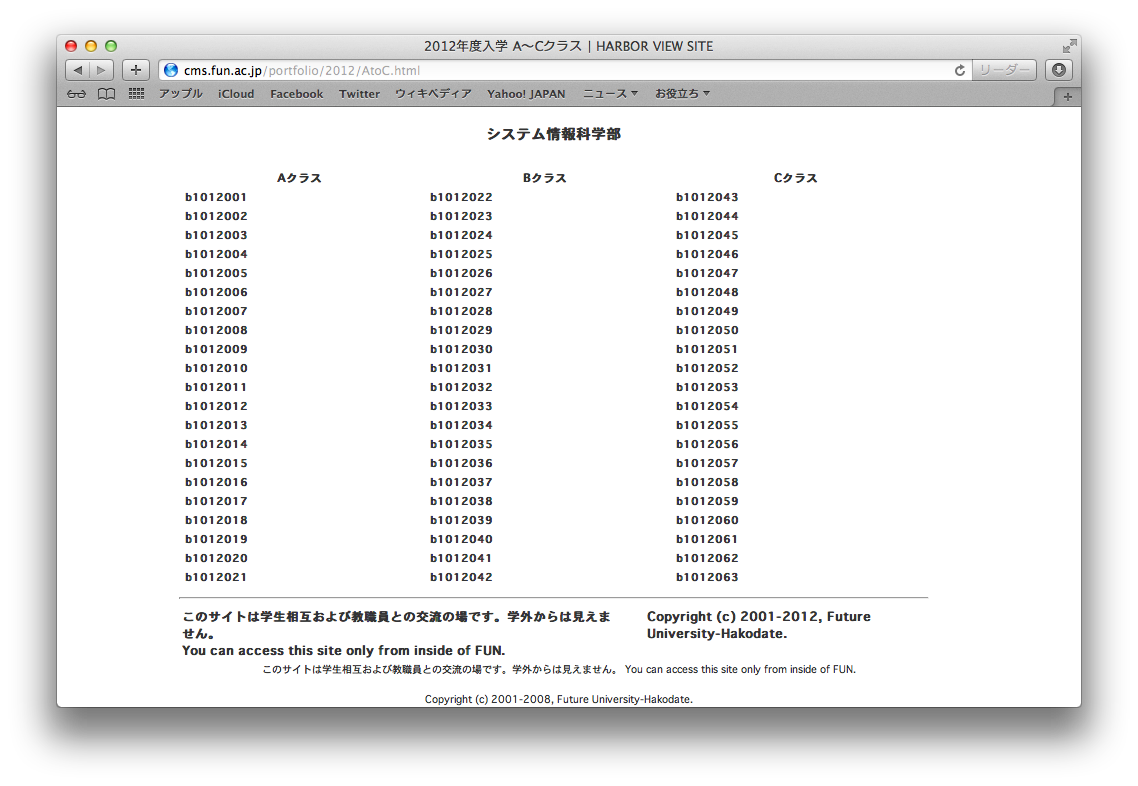 2012年度入学 A〜Cクラス | HARBOR VIEW SITE
cms.fun.ac.jp/portfolio/2012/AtoC.html
リーダー
アップル iCloud Facebook Twitter ウィキペディア Yahoo! JAPAN ニュース お役立ち
システム情報科学部
Aクラス Bクラス Cクラス
b1012001 b1012022 b1012043
b1012002 b1012023 b1012044
b1012003 b1012024 b1012045
b1012004 b1012025 b1012046
b1012005 b1012026 b1012047
b1012006 b1012027 b1012048
b1012007 b1012028 b1012049
b1012008 b1012029 b1012050
b1012009 b1012030 b1012051
b1012010 b1012031 b1012052
b1012011 b1012032 b1012053
b1012012 b1012033 b1012054
b1012013 b1012034 b1012055
b1012014 b1012035 b1012056
b1012015 b1012036 b1012057
b1012016 b1012037 b1012058
b1012017 b1012038 b1012059
b1012018 b1012039 b1012060
b1012019 b1012040 b1012061
b1012020 b1012041 b1012062
b1012021 b1012042 b1012063
このサイトは学生相互および教職員との交流の場です。学外からは見えま
せん。
You can access this site only from inside of FUN.
Copyright (c) 2001-2012, Future
University-Hakodate.
このサイトは学生相互および教職員との交流の場です。学外からは見えません。 You can access this site only from inside of FUN.
Copyright (c) 2001-2008, Future University-Hakodate.